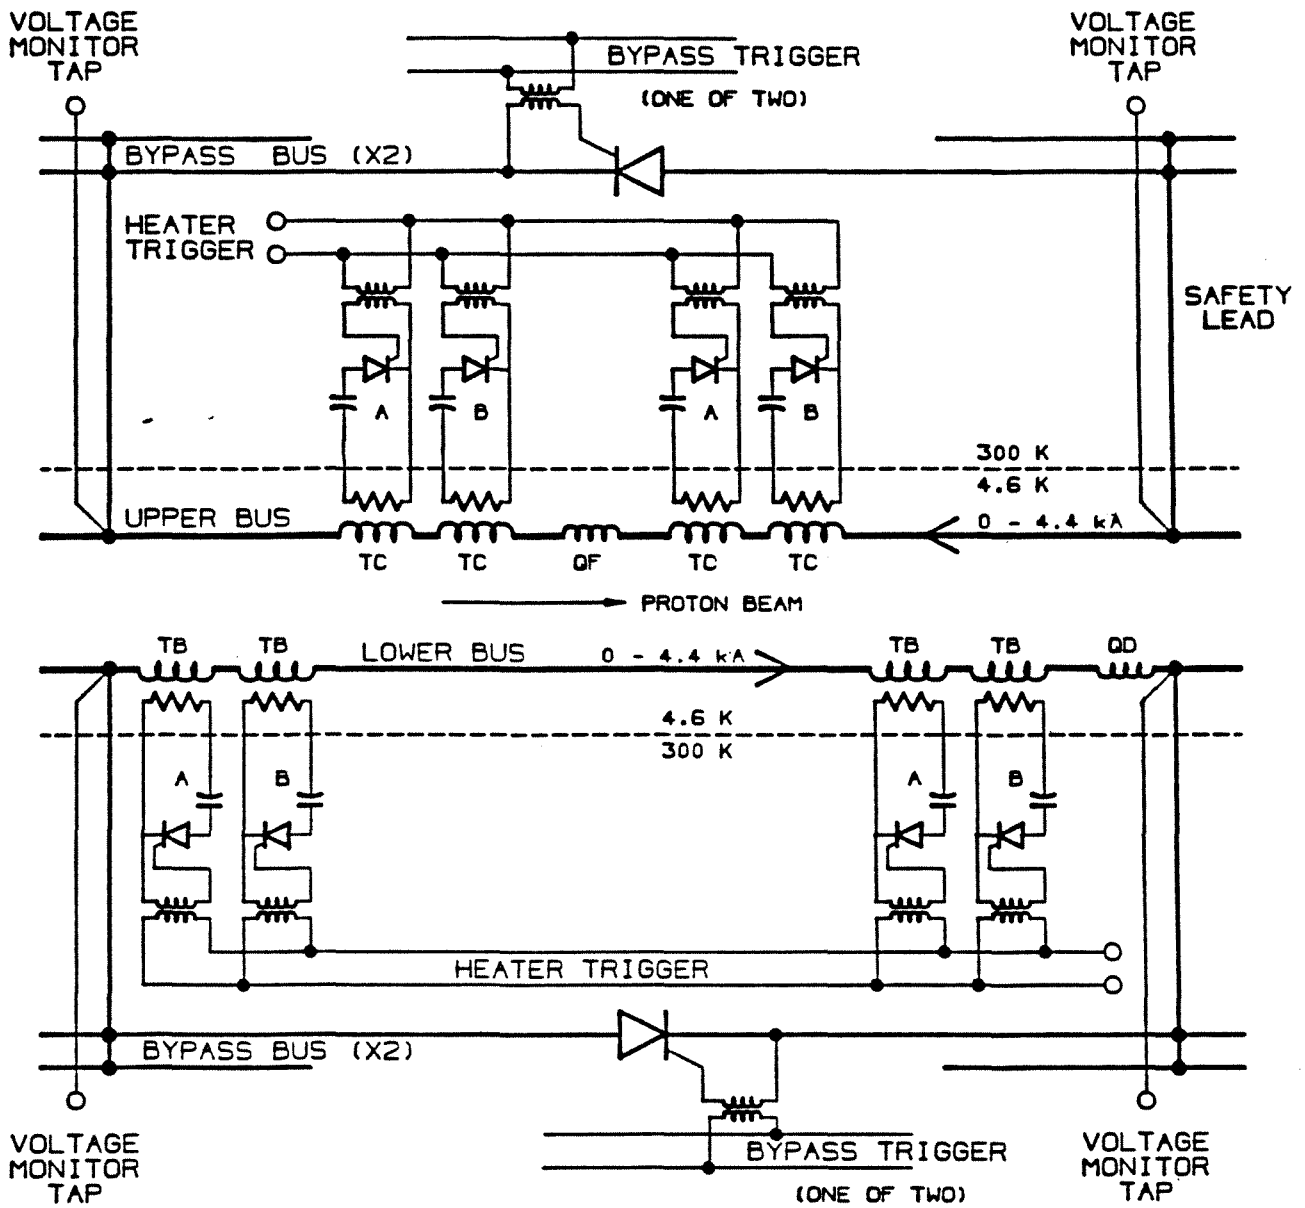 VOLTAGE
MONITOR
TAP
VOLTAGE
MONITOR
TAP
BYPASS TRIGGER
(ONE OF TWO)
BYPASS BUS (X2)
HEATER
TRIGGER
SAFETY
LEAD
A
B
A
B
300 K
4.6 K
UPPER BUS
0 - 4.4 kA
TC
TC
QF
TC
TC
PROTON BEAM
TB
TB
LOWER BUS
0 - 4.4 kA
TB
TB
QD
4.6 K
300 K
A
B
A
B
HEATER TRIGGER
BYPASS BUS (X2)
VOLTAGE
MONITOR
TAP
BYPASS TRIGGER
(ONE OF TWO)
VOLTAGE
MONITOR
TAP